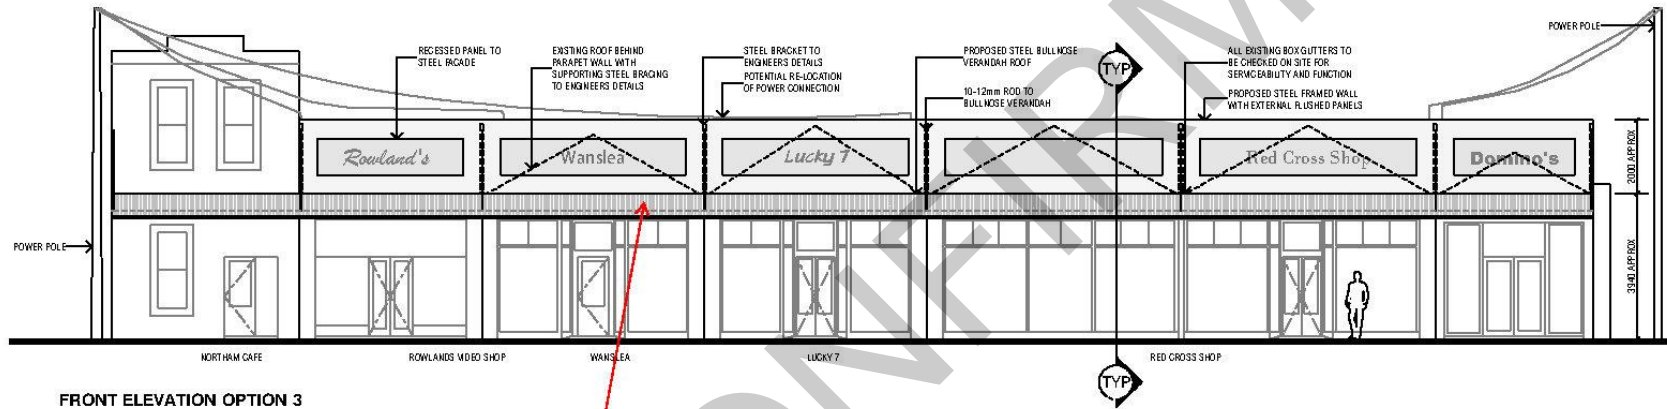 POWER POLE
RECESSED PANEL TO
STEEL FACADE
EXISTING ROOF BEHIND
PARAPET WALL WITH
SUPPORTING STEEL BRACING
TO ENGINEERS DETAILS
STEEL BRACKET TO
ENGINEERS DETAILS
POTENTIAL RE-LOCATION
OF POWER CONNECTION
PROPOSED STEEL BULLNOSE
VERANDAH ROOF
10-12mm ROD TO
BULLNOSE VERANDAH
TYP
ALL EXISTING BOX GUTTERS TO
BE CHECKED ON SITE FOR
SERVICEABILITY AND FUNCTION
PROPOSED STEEL FRAMED WALL
WITH EXTERNAL FLUSHED PANELS
Rowland's
Wanslea
Lucky 7
Red Cross Shop
Domino's
2000 APPROX
POWER POLE
3940 APPROX
NORTHAM CAFE
ROWLANDS VIDEO SHOP
WANSLEA
LUCKY 7
RED CROSS SHOP
TYP
FRONT ELEVATION OPTION 3
ONFIRM